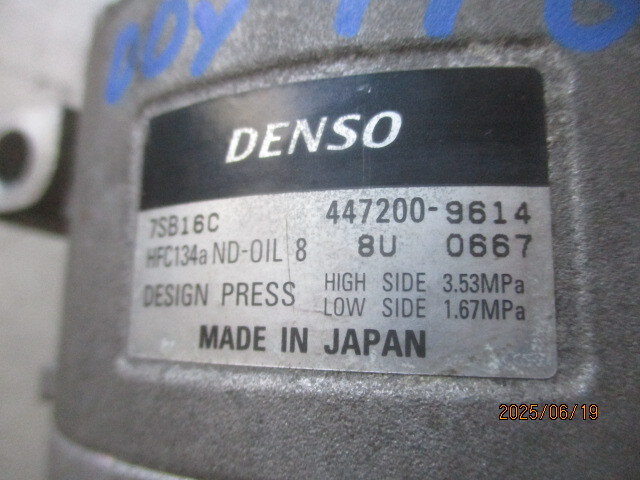 DENSO
7SB16C 447200-9614
HFC134a ND-OIL 8 8U 0667
DESIGN PRESS HIGH SIDE 3.53MPa
LOW SIDE 1.67MPa
MADE IN JAPAN
2025/06/19